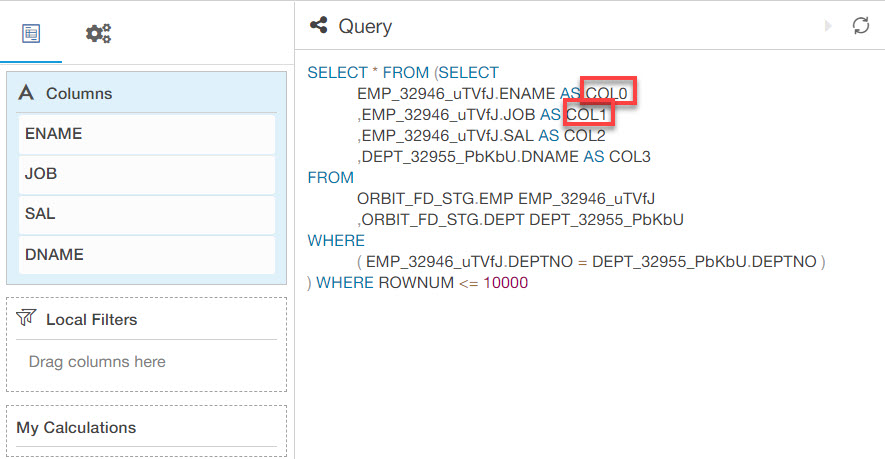 Columns
ENAME
JOB
SAL
DNAME
Local Filters
Drag columns here
My Calculations
Query
SELECT * FROM (SELECT
EMP_32946_uTVfJ.ENAME AS COL0
,EMP_32946_uTVfJ.JOB AS COL1
,EMP_32946_uTVfJ.SAL AS COL2
,DEPT_32955_PbKbU.DNAME AS COL3
FROM
ORBIT_FD_STG.EMP EMP_32946_uTVfJ
,ORBIT_FD_STG.DEPT DEPT_32955_PbKbU
WHERE
( EMP_32946_uTVfJ.DEPTNO = DEPT_32955_PbKbU.DEPTNO )
) WHERE ROWNUM <= 10000